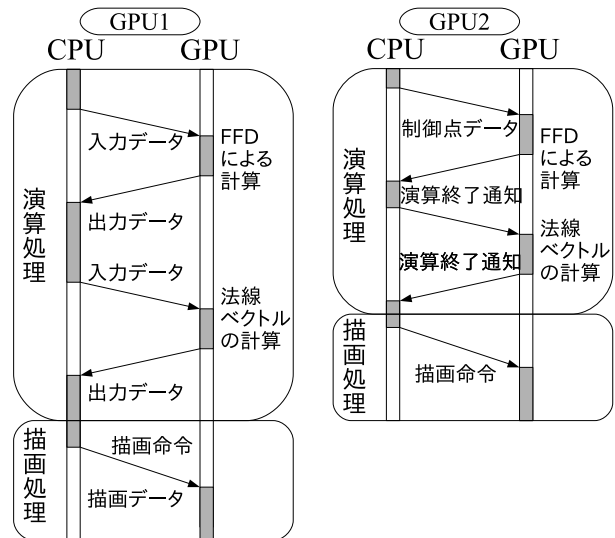 GPU1
CPU
GPU
演算処理
入力データ
FFD
による
計算
出力データ
入力データ
法線
ベクトル
の計算
出力データ
描画処理
描画命令
描画データ
GPU2
CPU
GPU
演算処理
制御点データ
FFD
による
計算
演算終了通知
法線
ベクトル
の計算
演算終了通知
描画処理
描画命令